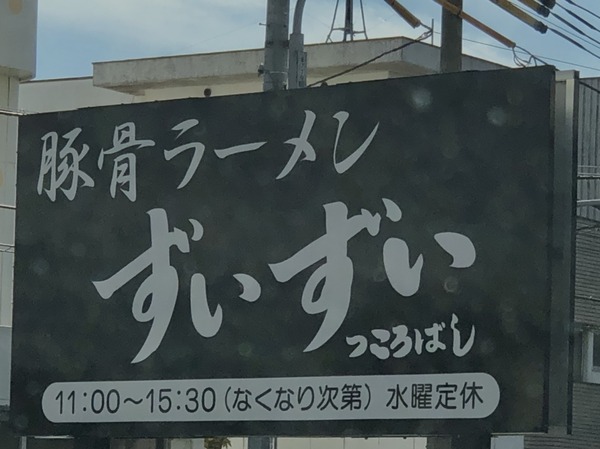 豚骨ラーメン
ずいずい
っころばし
11:00～15:30（なくなり次第） 水曜定休